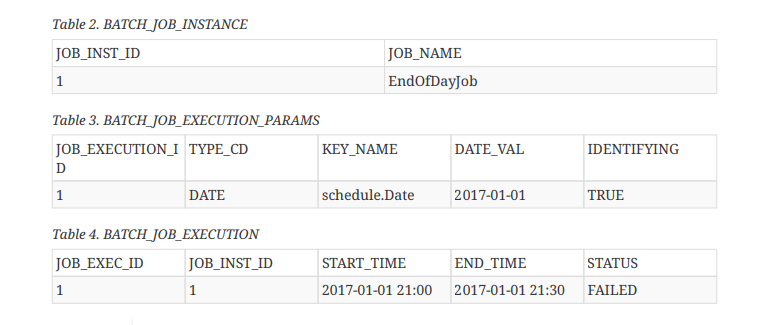 Table 2. BATCH_JOB_INSTANCE
JOB_INST_ID JOB_NAME
1 EndOfDayJob
Table 3. BATCH_JOB_EXECUTION_PARAMS
JOB_EXECUTION_I TYPE_CD KEY_NAME DATE_VAL IDENTIFYING
D
1 DATE schedule.Date 2017-01-01 TRUE
Table 4. BATCH_JOB_EXECUTION
JOB_EXEC_ID JOB_INST_ID START_TIME END_TIME STATUS
1 1 2017-01-01 21:00 2017-01-01 21:30 FAILED